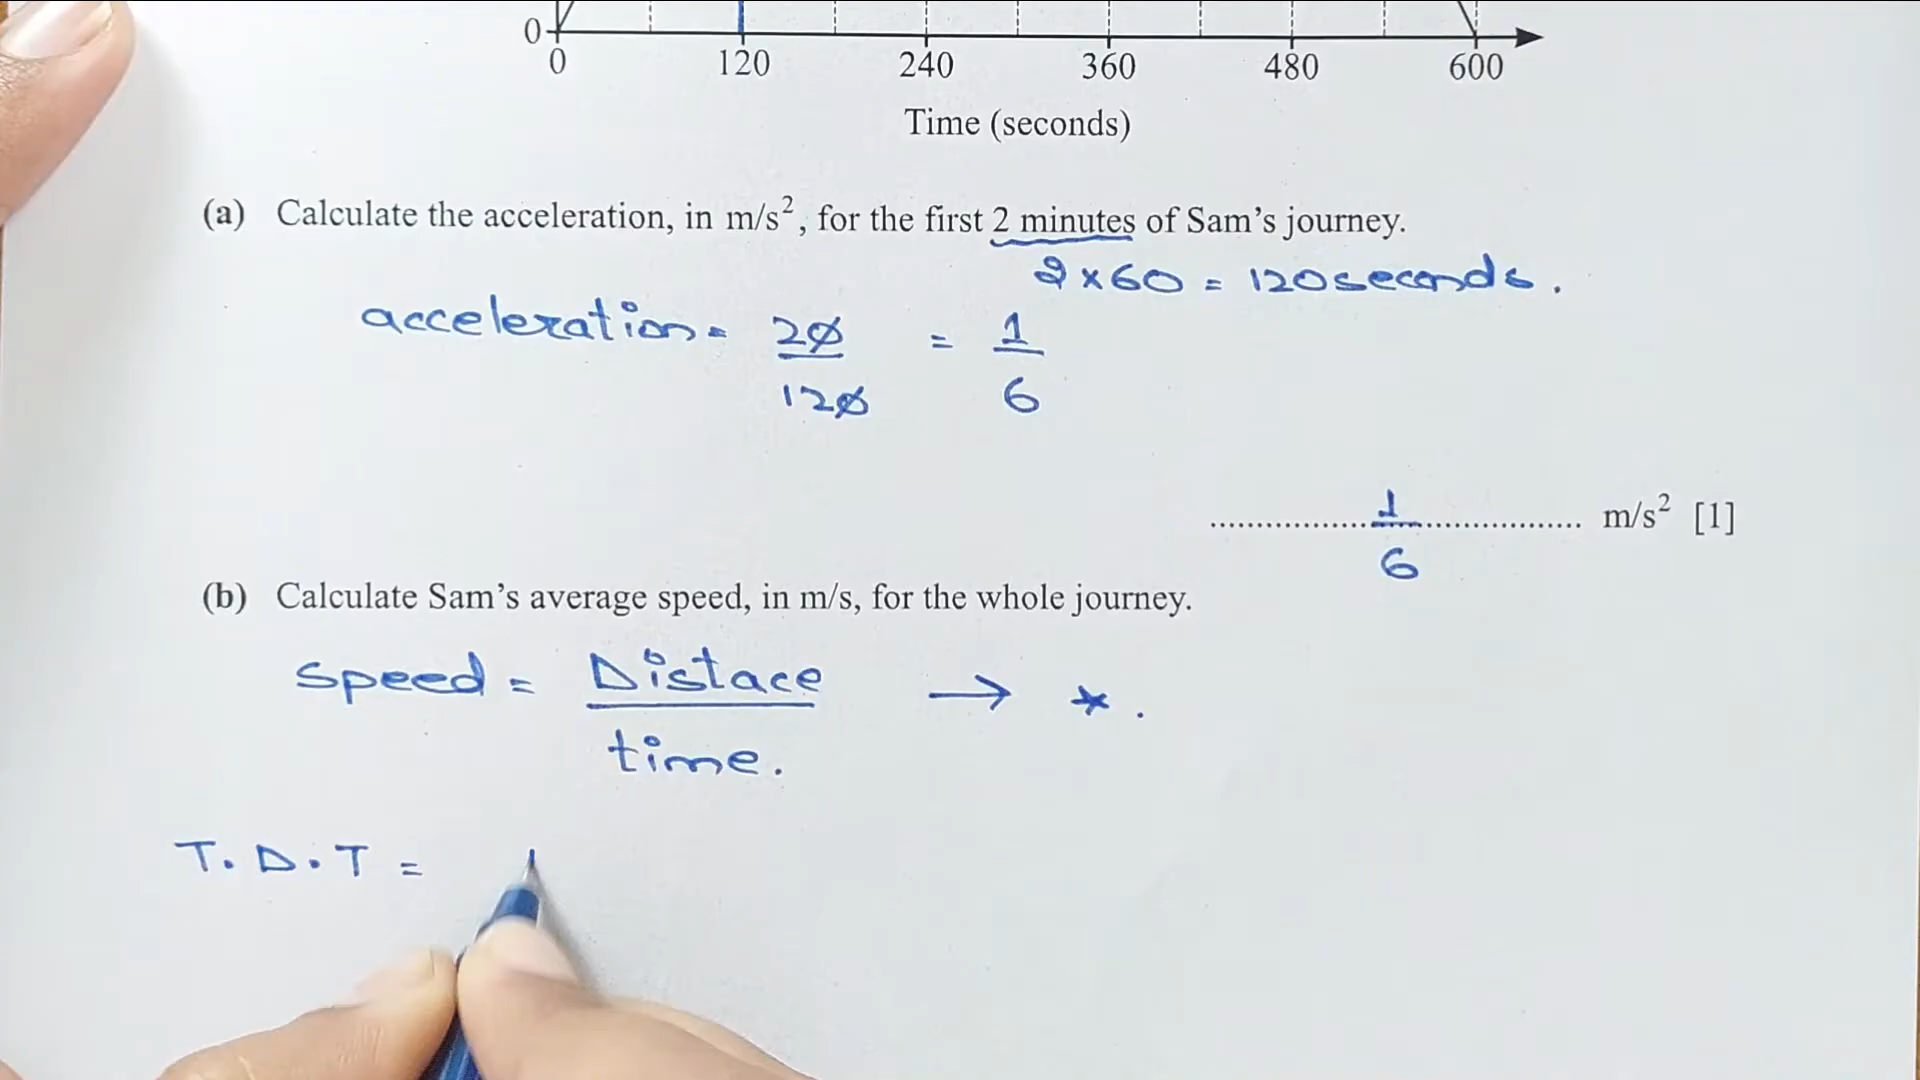 0
0 120 240 360 480 600
Time (seconds)
(a) Calculate the acceleration, in m/s², for the first 2 minutes of Sam's journey.
2 × 60 = 120 seconds.
acceleration = 20/120 = 1/6
1/6 m/s² [1]
(b) Calculate Sam's average speed, in m/s, for the whole journey.
Speed = Distace/time. → *.
T. D. T =